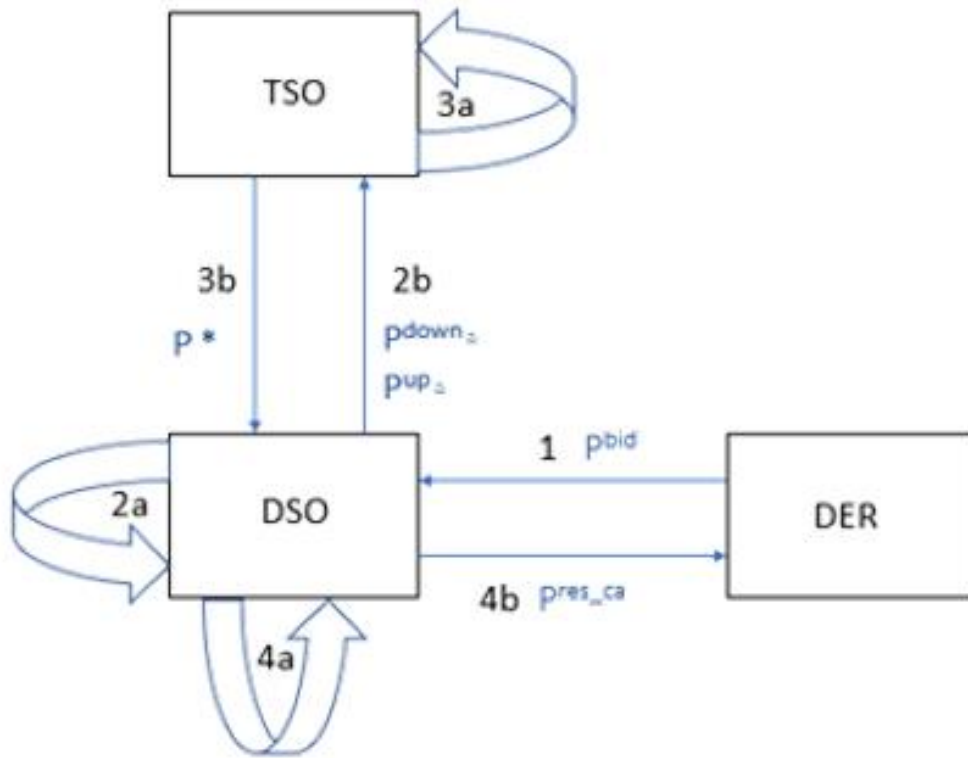 TSO
3a
3b
2b
P *
pdown
pup
1 pbid
2a
DSO
DER
4b pres_ca
4a